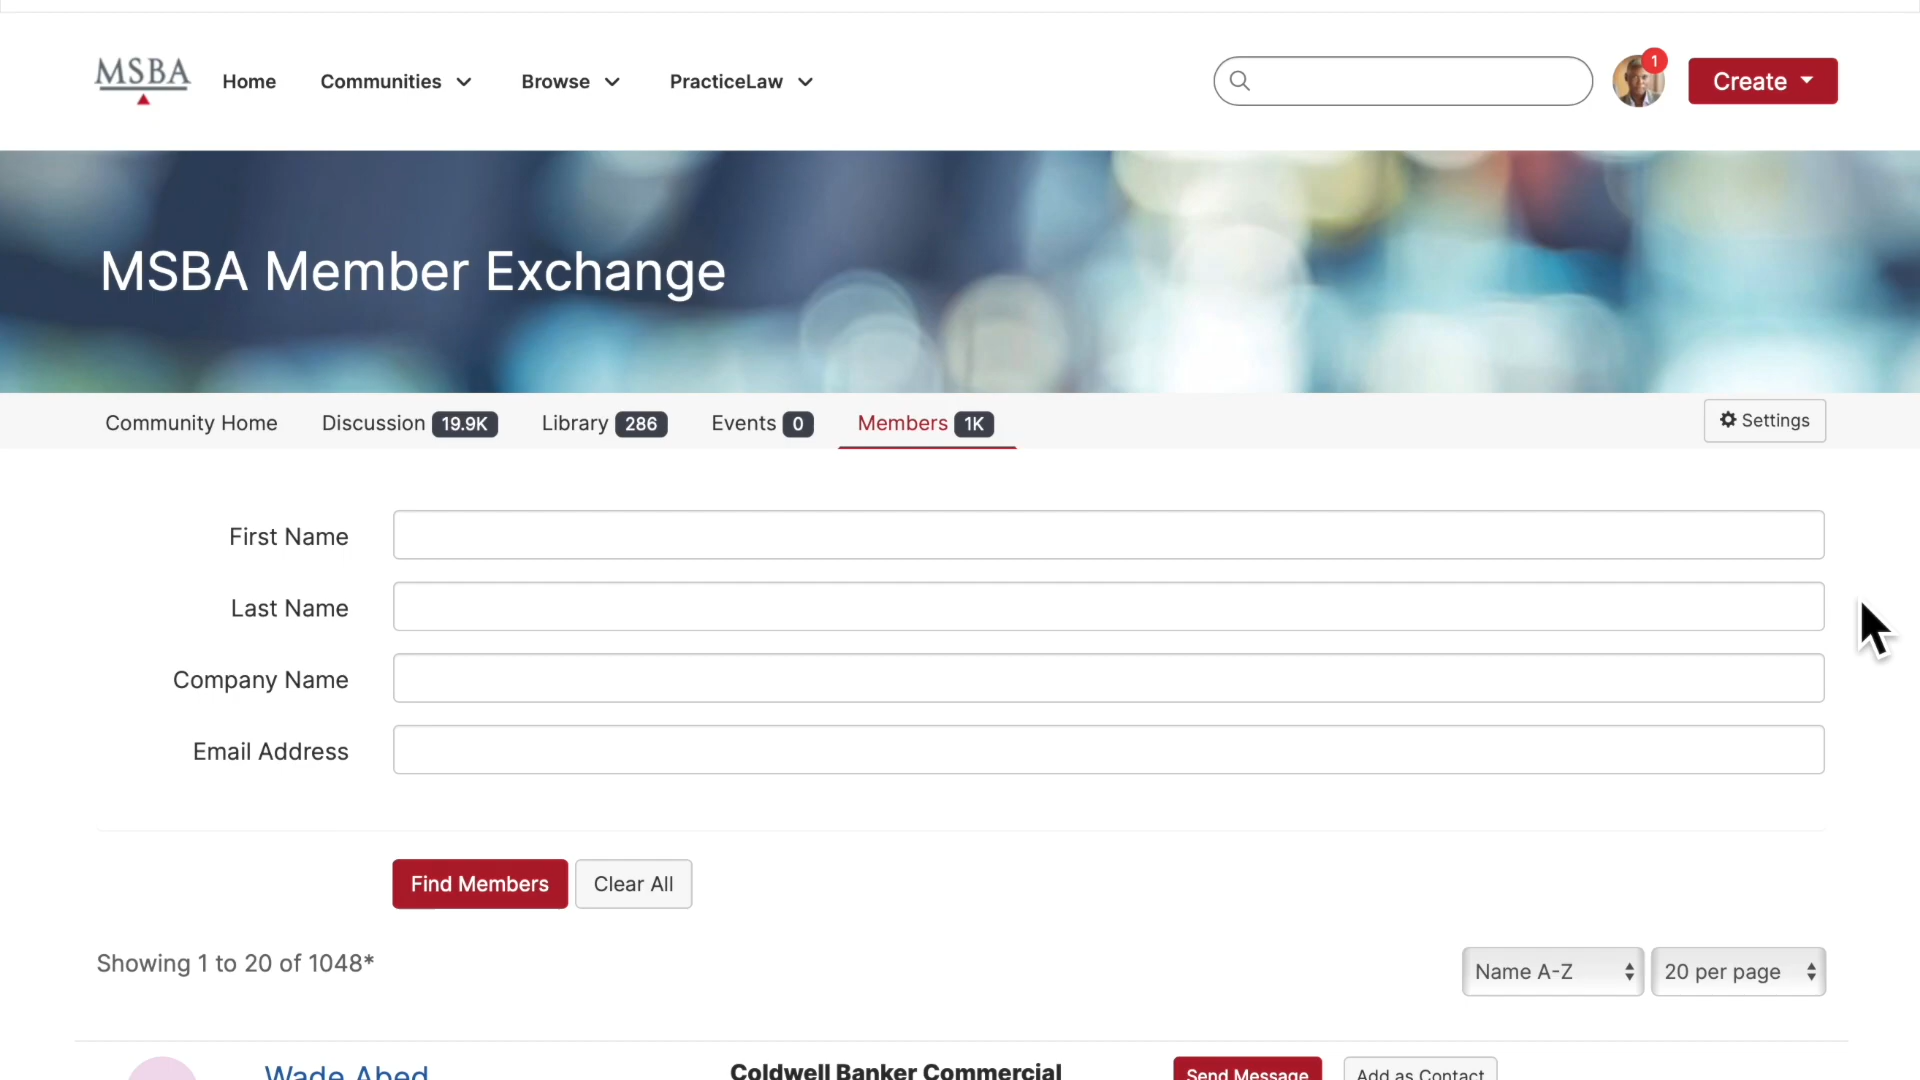 MSBA
Home
Communities
Browse
PracticeLaw
1
Create
MSBA Member Exchange
Community Home
Discussion 19.9K
Library 286
Events 0
Members 1K
Settings
First Name
Last Name
Company Name
Email Address
Find Members
Clear All
Showing 1 to 20 of 1048*
Name A-Z
20 per page
Wade Abed
Coldwell Banker Commercial
Send Message
Add as Contact